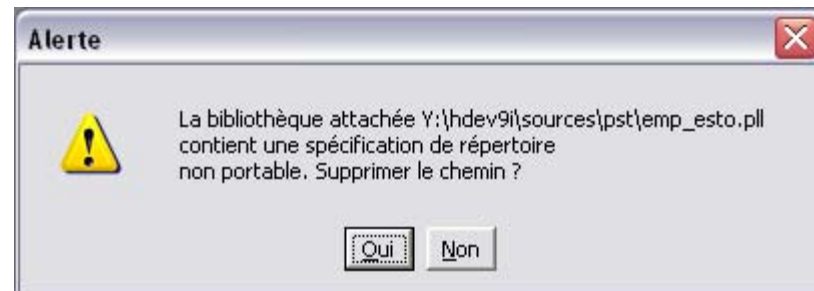 Alerte
La bibliothèque attachée Y:\hdev9i\sources\pst\emp_esto.pll
contient une spécification de répertoire
non portable. Supprimer le chemin ?
Oui Non